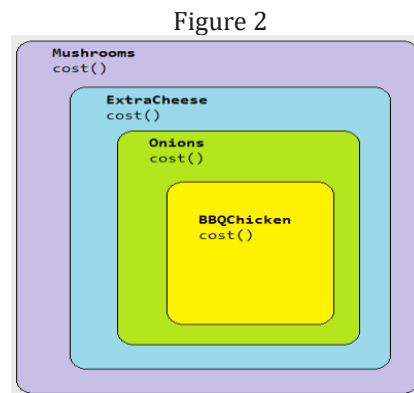 Figure 2
Mushrooms
cost()
ExtraCheese
cost()
Onions
cost()
BBQChicken
cost()